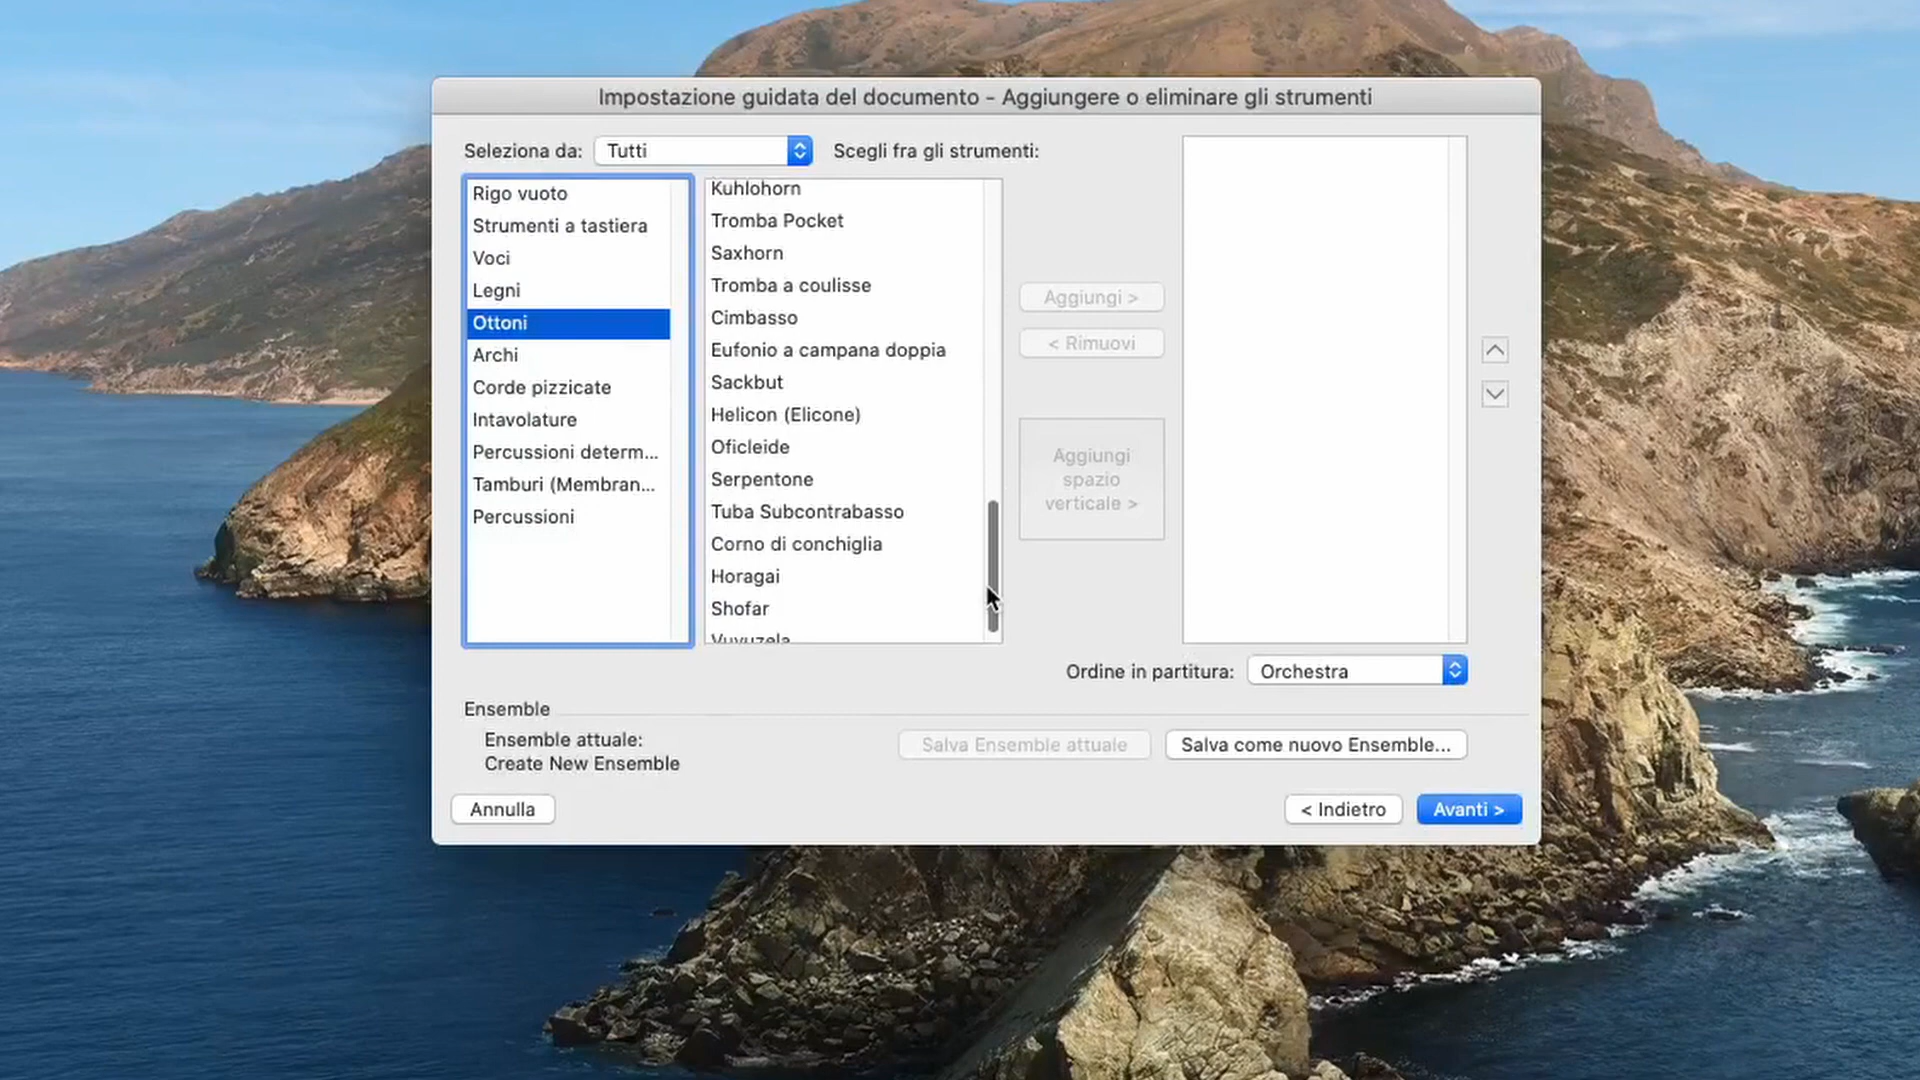 Impostazione guidata del documento - Aggiungere o eliminare gli strumenti
Seleziona da:
Tutti
Scegli fra gli strumenti:
Rigo vuoto
Strumenti a tastiera
Voci
Legni
Ottoni
Archi
Corde pizzicate
Intavolature
Percussioni determ...
Tamburi (Membran...
Percussioni
Kuhlohorn
Tromba Pocket
Saxhorn
Tromba a coulisse
Cimbasso
Eufonio a campana doppia
Sackbut
Helicon (Elicone)
Oficleide
Serpentone
Tuba Subcontrabasso
Corno di conchiglia
Horagai
Shofar
Vuvuzela
Aggiungi >
< Rimuovi
Aggiungi
spazio
verticale >
Ordine in partitura:
Orchestra
Ensemble
Ensemble attuale:
Create New Ensemble
Salva Ensemble attuale
Salva come nuovo Ensemble...
Annulla
< Indietro
Avanti >